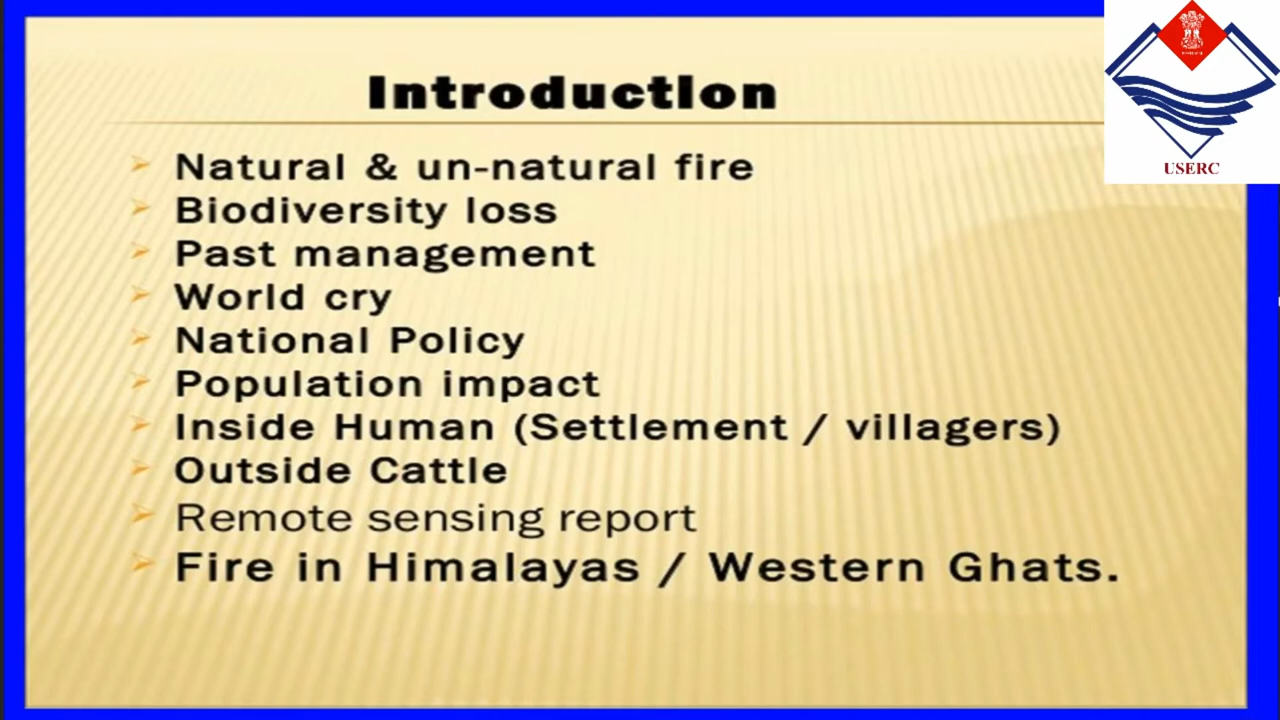 Introduction
Natural & un-natural fire
Biodiversity loss
Past management
World cry
National Policy
Population impact
Inside Human (Settlement / villagers)
Outside Cattle
Remote sensing report
Fire in Himalayas / Western Ghats.
USERC